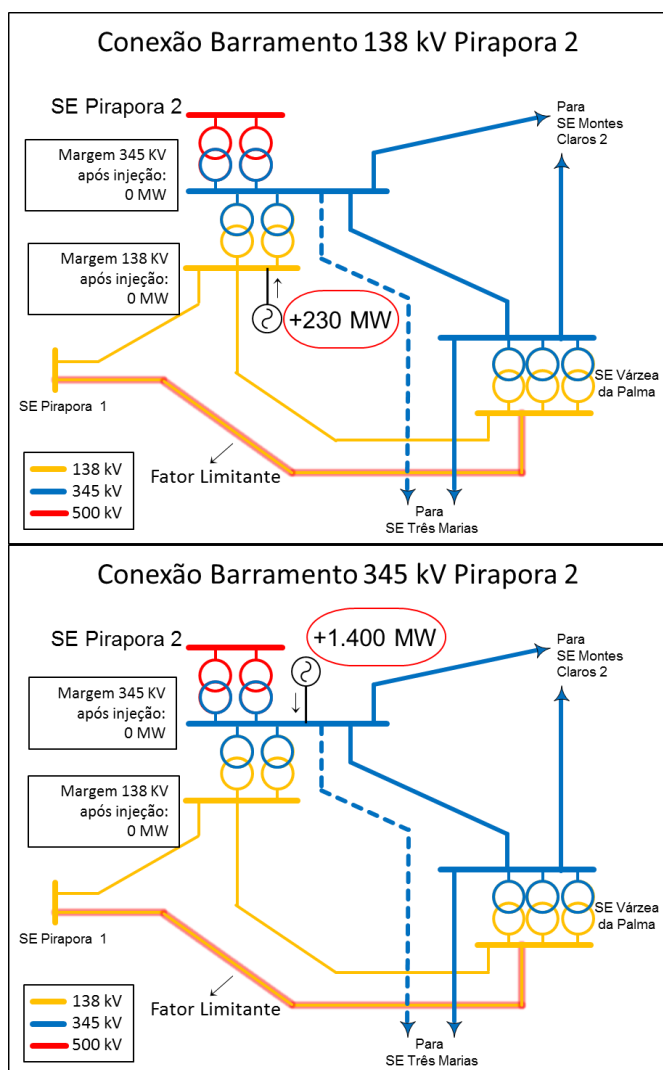 Conexão Barramento 138 kV Pirapora 2
SE Pirapora 2
Para
SE Montes
Claros 2
Margem 345 KV
após injeção:
0 MW
Margem 138 KV
após injeção:
0 MW
+230 MW
SE Várzea
da Palma
SE Pirapora 1
Fator Limitante
138 kV
345 kV
500 kV
Para
SE Três Marias
Conexão Barramento 345 kV Pirapora 2
SE Pirapora 2
+1.400 MW
Para
SE Montes
Claros 2
Margem 345 KV
após injeção:
0 MW
Margem 138 KV
após injeção:
0 MW
SE Várzea
da Palma
SE Pirapora 1
Fator Limitante
138 kV
345 kV
500 kV
Para
SE Três Marias